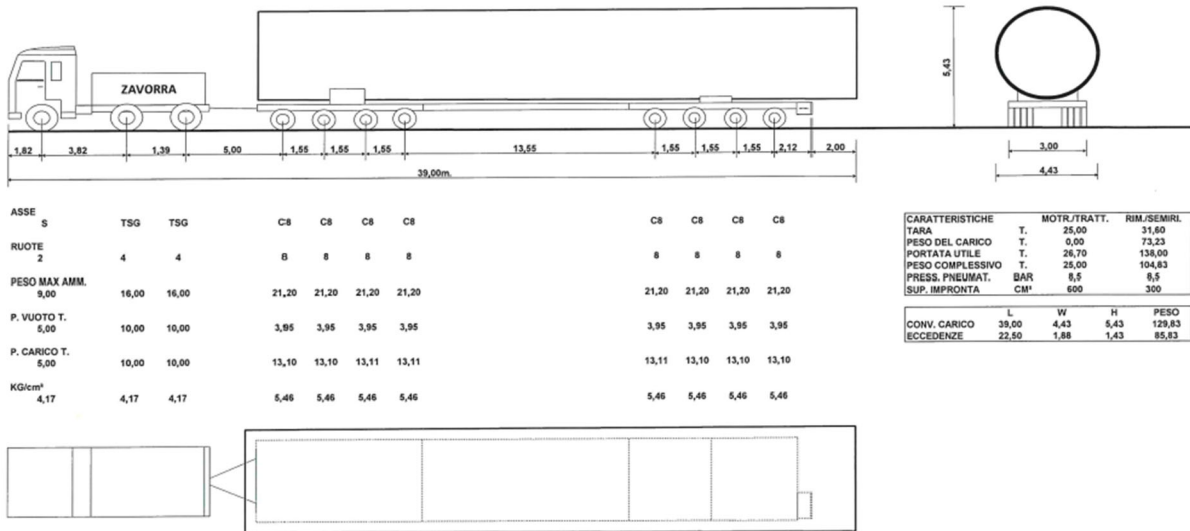 ZAVORRA
5,43
1,82 3,82 1,39 5,00 1,55 1,55 1,55 13,55 1,55 1,55 1,55 2,12 2,00
39,00m.
3,00
4,43
ASSE
S TSG TSG C8 C8 C8 C8 C8 C8 C8 C8
RUOTE
2 4 4 8 8 8 8 8 8 8 8
PESO MAX AMM.
9,00 16,00 16,00 21,20 21,20 21,20 21,20 21,20 21,20 21,20 21,20
P. VUOTO T.
5,00 10,00 10,00 3,95 3,95 3,95 3,95 3,95 3,95 3,95 3,95
P. CARICO T.
5,00 10,00 10,00 13,10 13,10 13,11 13,11 13,11 13,10 13,10 13,10
KG/cm²
4,17 4,17 4,17 5,46 5,46 5,46 5,46 5,46 5,46 5,46 5,46
CARATTERISTICHE MOTR./TRATT. RIM./SEMIRI.
TARA T. 25,00 31,60
PESO DEL CARICO T. 0,00 73,23
PORTATA UTILE T. 26,70 138,00
PESO COMPLESSIVO T. 25,00 104,83
PRESS. PNEUMAT. BAR 8,5 8,5
SUP. IMPRONTA CM² 600 300
L W H PESO
CONV. CARICO 39,00 4,43 5,43 129,83
ECCEDENZE 22,50 1,88 1,43 85,83